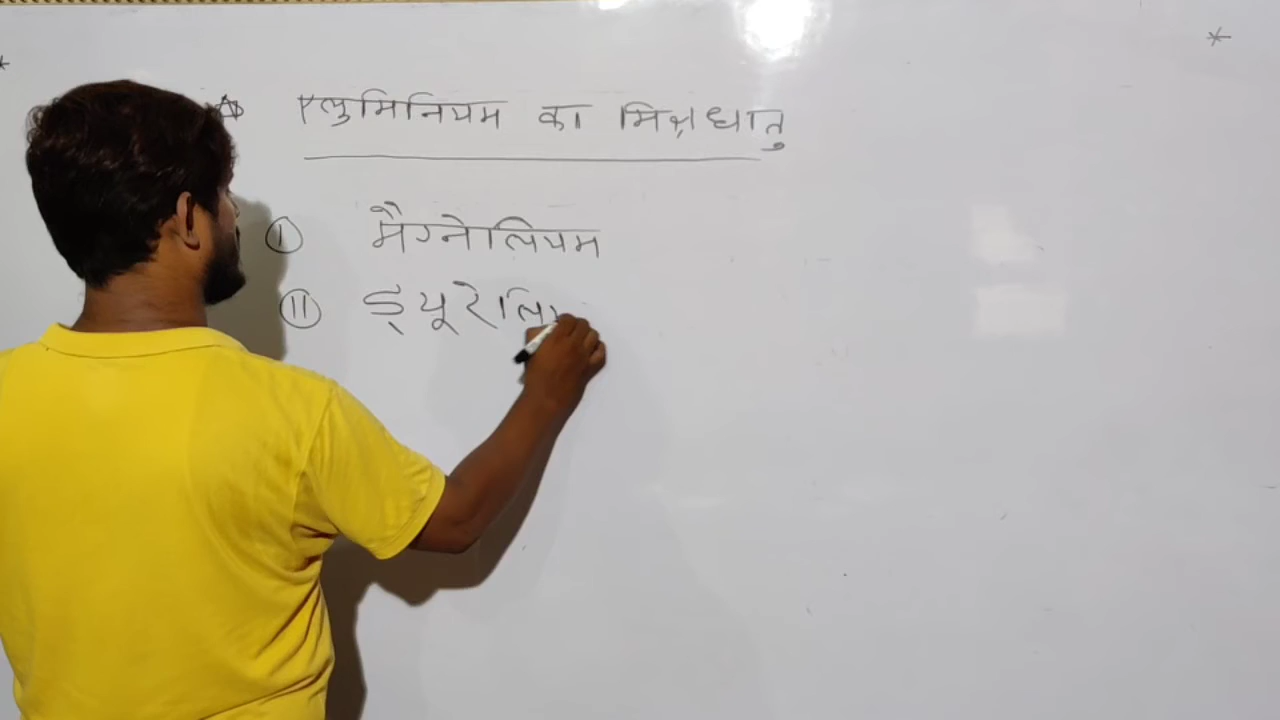 एलुमिनियम का मिश्रधातु
① मैग्नेलियम
⑪ ड्यूरेलिय